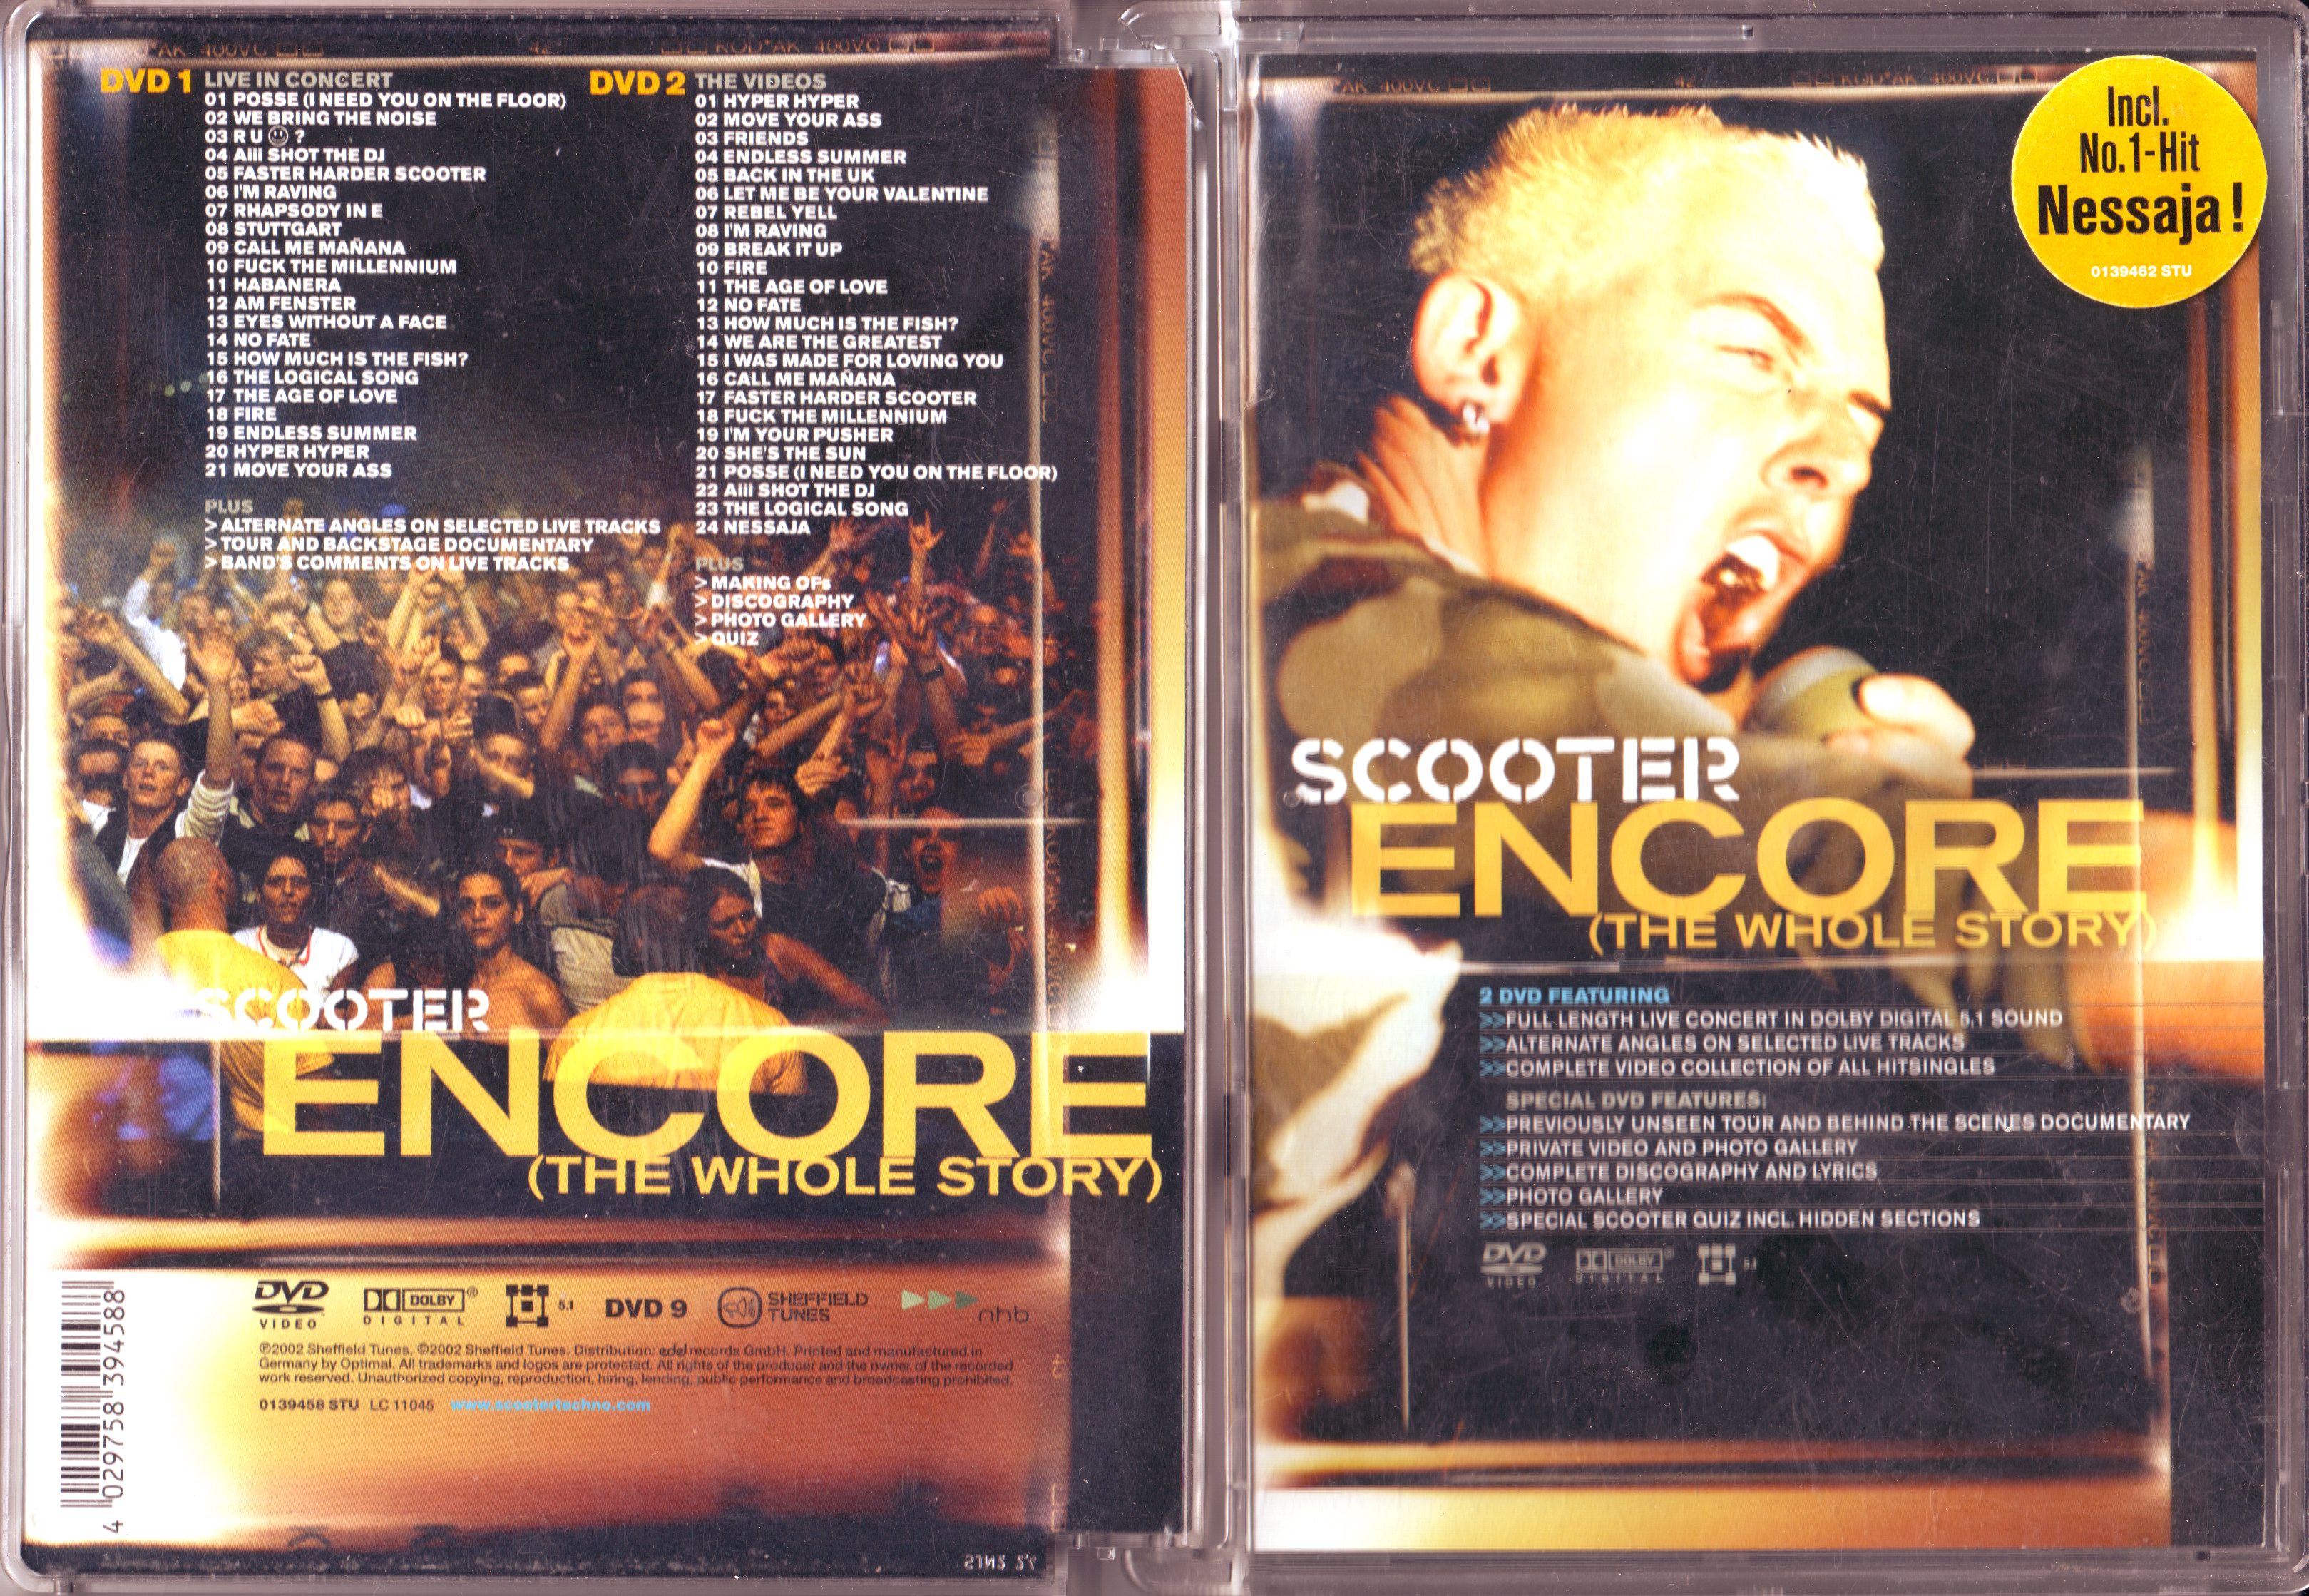 KODAK 400VC
42
KODAK 400VC
DVD 1 LIVE IN CONCERT
01 POSSE (I NEED YOU ON THE FLOOR)
02 WE BRING THE NOISE
03 R U ☺ ?
04 AIII SHOT THE DJ
05 FASTER HARDER SCOOTER
06 I'M RAVING
07 RHAPSODY IN E
08 STUTTGART
09 CALL ME MAÑANA
10 FUCK THE MILLENNIUM
11 HABANERA
12 AM FENSTER
13 EYES WITHOUT A FACE
14 NO FATE
15 HOW MUCH IS THE FISH?
16 THE LOGICAL SONG
17 THE AGE OF LOVE
18 FIRE
19 ENDLESS SUMMER
20 HYPER HYPER
21 MOVE YOUR ASS
PLUS
> ALTERNATE ANGLES ON SELECTED LIVE TRACKS
> TOUR AND BACKSTAGE DOCUMENTARY
> BAND'S COMMENTS ON LIVE TRACKS
DVD 2 THE VIDEOS
01 HYPER HYPER
02 MOVE YOUR ASS
03 FRIENDS
04 ENDLESS SUMMER
05 BACK IN THE UK
06 LET ME BE YOUR VALENTINE
07 REBEL YELL
08 I'M RAVING
09 BREAK IT UP
10 FIRE
11 THE AGE OF LOVE
12 NO FATE
13 HOW MUCH IS THE FISH?
14 WE ARE THE GREATEST
15 I WAS MADE FOR LOVING YOU
16 CALL ME MAÑANA
17 FASTER HARDER SCOOTER
18 FUCK THE MILLENNIUM
19 I'M YOUR PUSHER
20 SHE'S THE SUN
21 POSSE (I NEED YOU ON THE FLOOR)
22 AIII SHOT THE DJ
23 THE LOGICAL SONG
24 NESSAJA
PLUS
> MAKING OFs
> DISCOGRAPHY
> PHOTO GALLERY
> QUIZ
SCOOTER
ENCORE
(THE WHOLE STORY)
DVD VIDEO
DOLBY DIGITAL
5.1
DVD 9
SHEFFIELD TUNES
nhb
℗2002 Sheffield Tunes. ©2002 Sheffield Tunes. Distribution: edel records GmbH. Printed and manufactured in
Germany by Optimal. All trademarks and logos are protected. All rights of the producer and the owner of the recorded
work reserved. Unauthorized copying, reproduction, hiring, lending, public performance and broadcasting prohibited.
0139458 STU LC 11045 www.scootertechno.com
4 029758 394588
43
KODAK 400VC
42
KODAK 400VC
Incl.
No.1-Hit
Nessaja !
0139462 STU
SCOOTER
ENCORE
(THE WHOLE STORY)
2 DVD FEATURING
>>FULL LENGTH LIVE CONCERT IN DOLBY DIGITAL 5.1 SOUND
>>ALTERNATE ANGLES ON SELECTED LIVE TRACKS
>>COMPLETE VIDEO COLLECTION OF ALL HITSINGLES
SPECIAL DVD FEATURES:
>>PREVIOUSLY UNSEEN TOUR AND BEHIND THE SCENES DOCUMENTARY
>>PRIVATE VIDEO AND PHOTO GALLERY
>>COMPLETE DISCOGRAPHY AND LYRICS
>>PHOTO GALLERY
>>SPECIAL SCOOTER QUIZ INCL. HIDDEN SECTIONS
DVD VIDEO
DOLBY DIGITAL
5.1